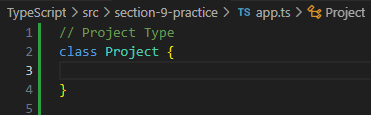 TypeScript > src > section-9-practice > TS app.ts > Project
1 // Project Type
2 class Project {
3
4 }
5